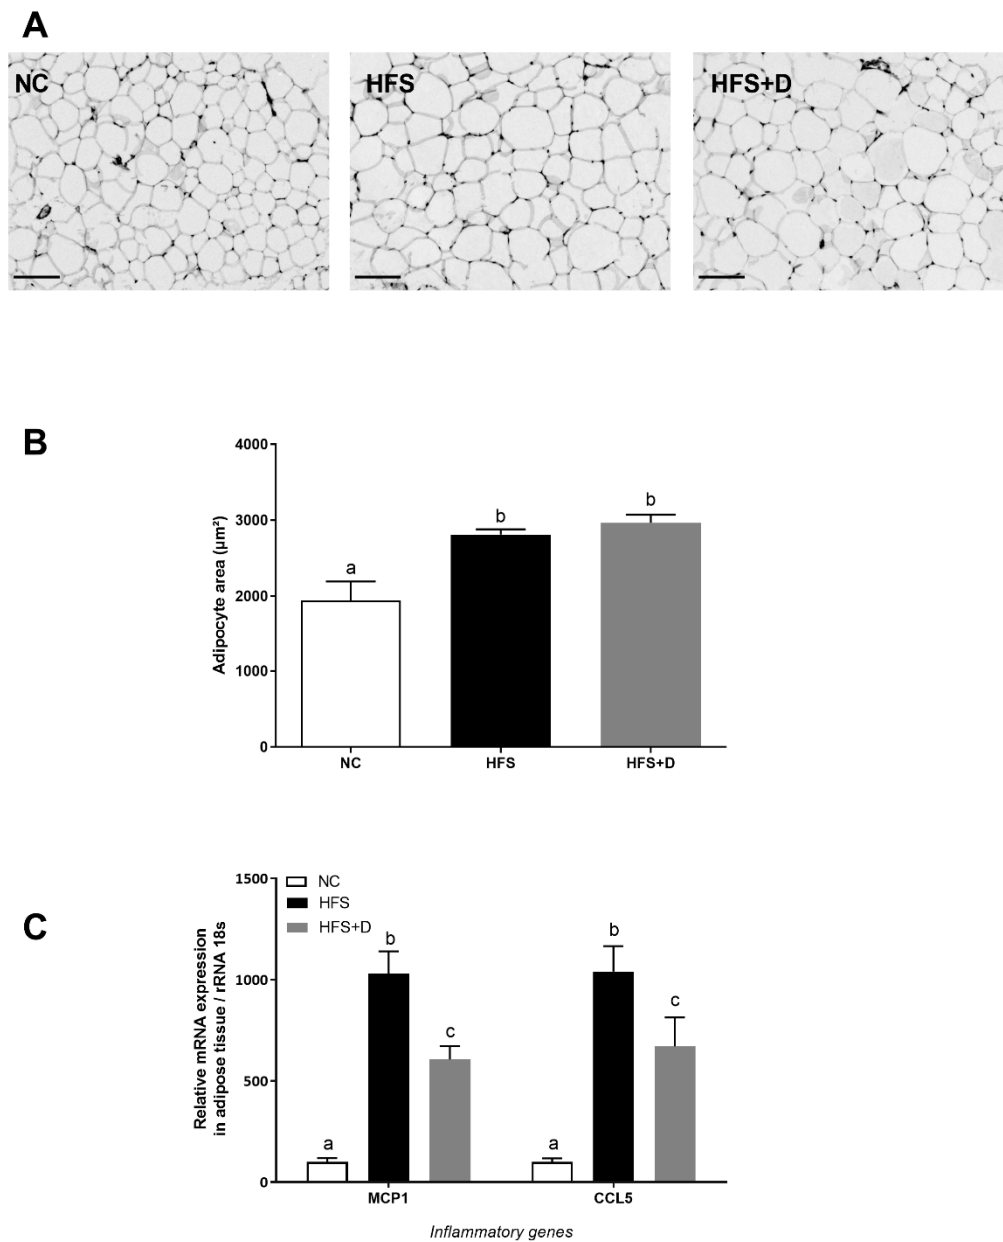 A
NC
HFS
HFS+D
B
4000
3000
2000
1000
0
Adipocyte area (µm²)
a
b
b
NC
HFS
HFS+D
C
1500
1000
500
0
Relative mRNA expression
in adipose tissue / rRNA 18s
NC
HFS
HFS+D
a
b
c
a
b
c
MCP1
CCL5
Inflammatory genes